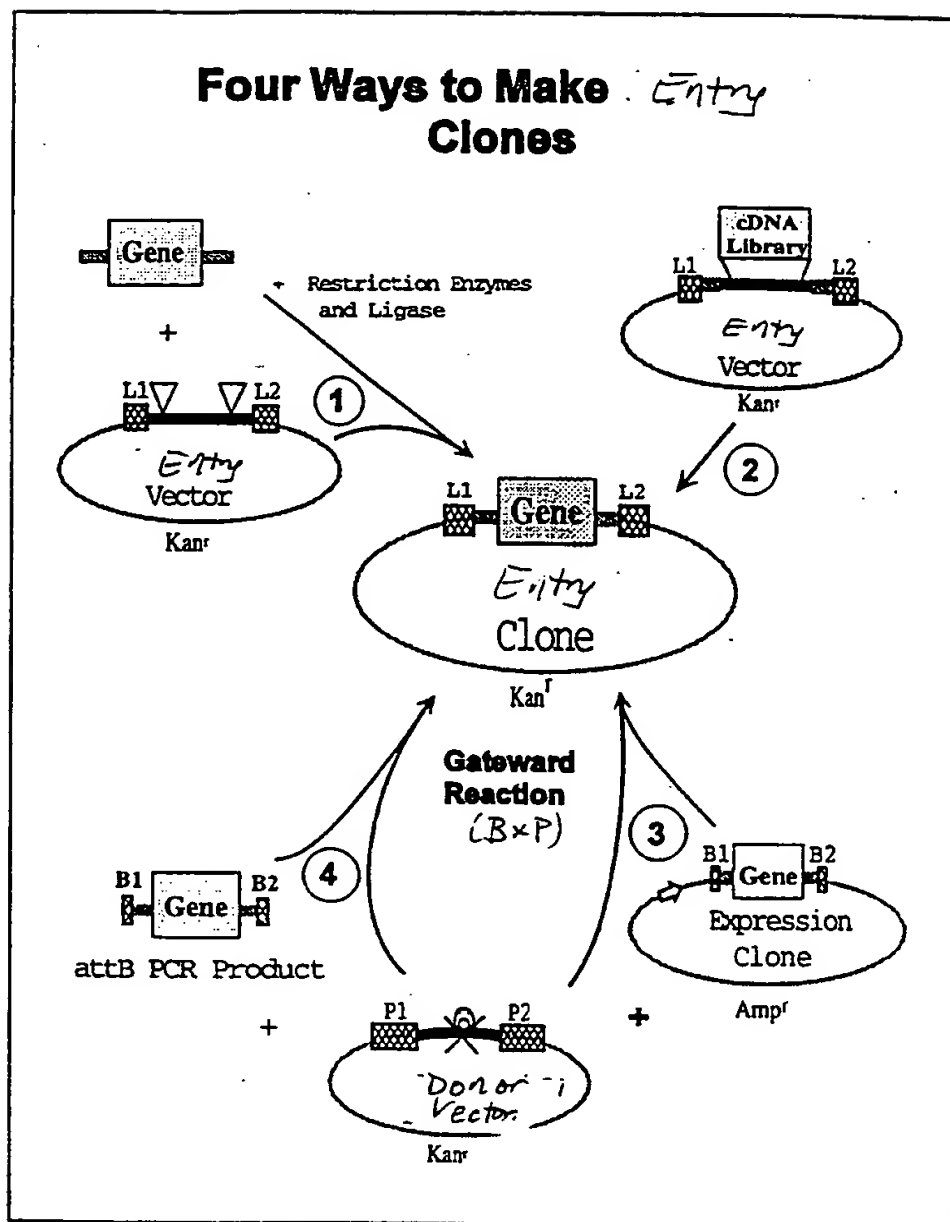 Four Ways to Make Entry
Clones
Gene
+
+ Restriction Enzymes
and Ligase
cDNA
Library
L1
L2
Entry
Vector
Kanr
L1
L2
Entry
Vector
Kanr
1
2
L1
Gene
L2
Entry
Clone
Kanr
Gateward
Reaction
(B×P)
3
4
B1
Gene
B2
attB PCR Product
+
B1
Gene
B2
Expression
Clone
Ampr
+
P1
P2
Donor
Vector
Kanr